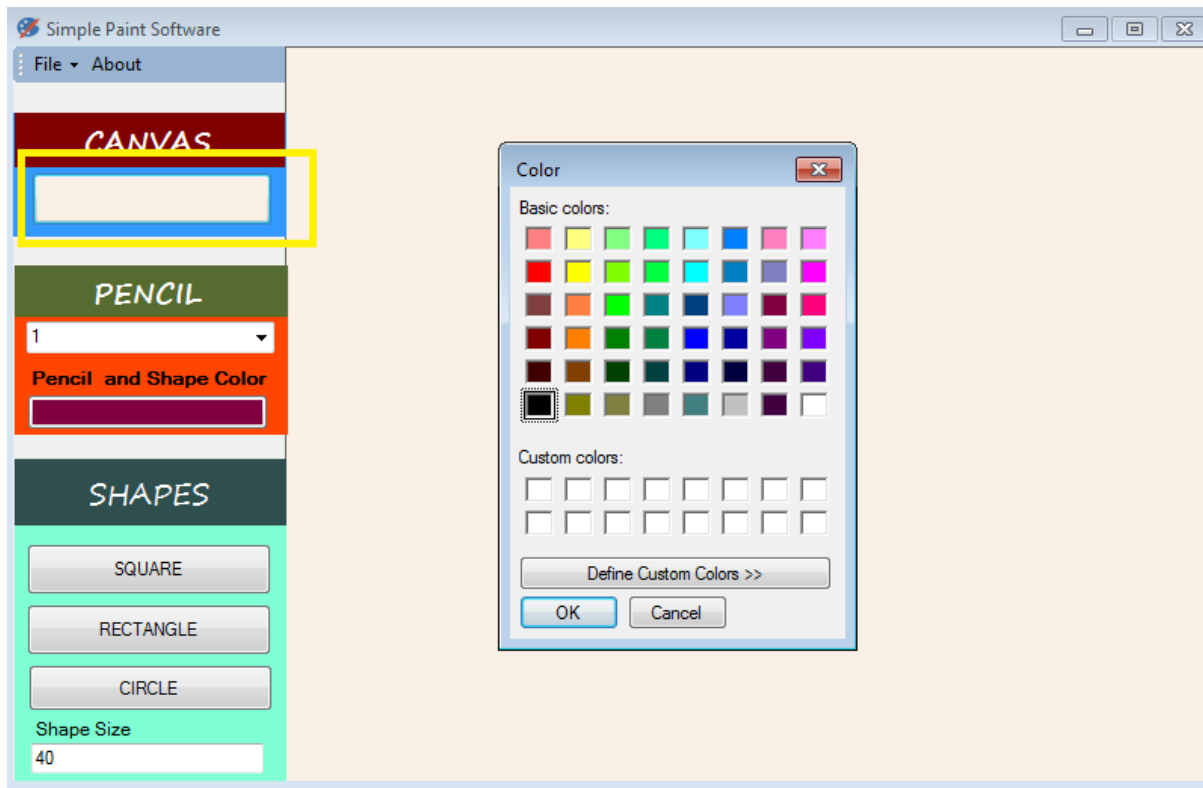 Simple Paint Software
File About
CANVAS
PENCIL
1
Pencil and Shape Color
SHAPES
SQUARE
RECTANGLE
CIRCLE
Shape Size
40
Color
Basic colors:
Custom colors:
Define Custom Colors >>
OK Cancel